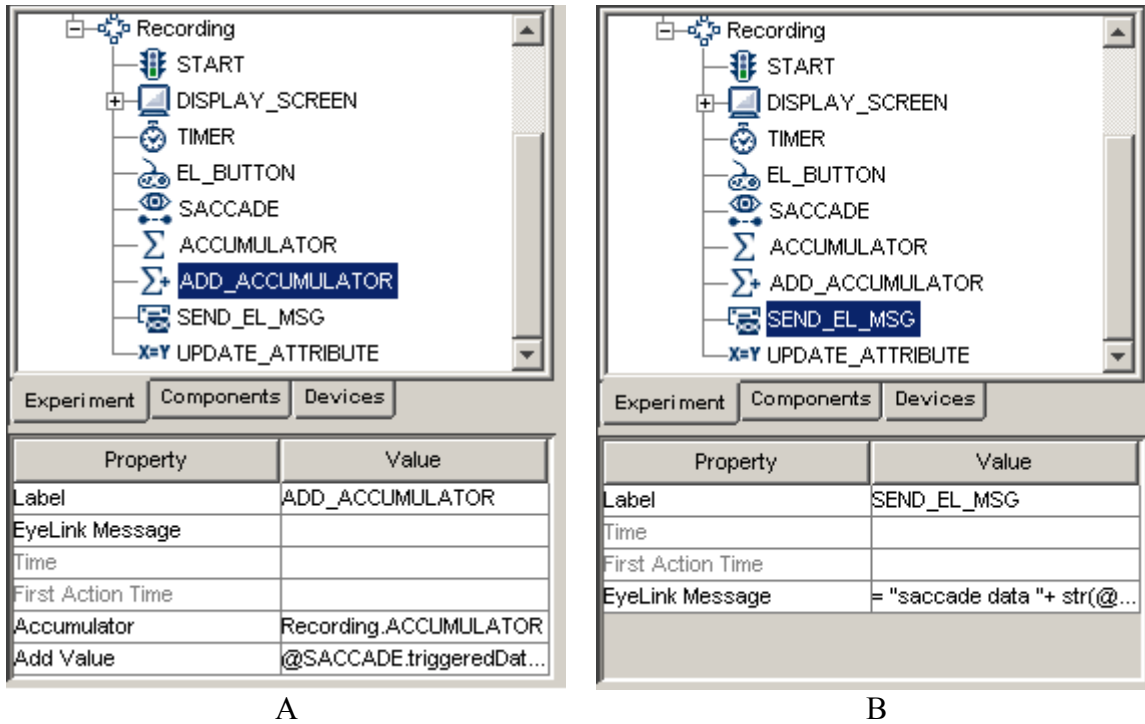 Recording
START
DISPLAY_SCREEN
TIMER
EL_BUTTON
SACCADE
ACCUMULATOR
ADD_ACCUMULATOR
SEND_EL_MSG
X=Y UPDATE_ATTRIBUTE
Experiment Components Devices
Property Value
Label ADD_ACCUMULATOR
EyeLink Message
Time
First Action Time
Accumulator Recording.ACCUMULATOR
Add Value @SACCADE.triggeredDat...
A
Recording
START
DISPLAY_SCREEN
TIMER
EL_BUTTON
SACCADE
ACCUMULATOR
ADD_ACCUMULATOR
SEND_EL_MSG
X=Y UPDATE_ATTRIBUTE
Experiment Components Devices
Property Value
Label SEND_EL_MSG
Time
First Action Time
EyeLink Message = "saccade data "+ str(@...
B